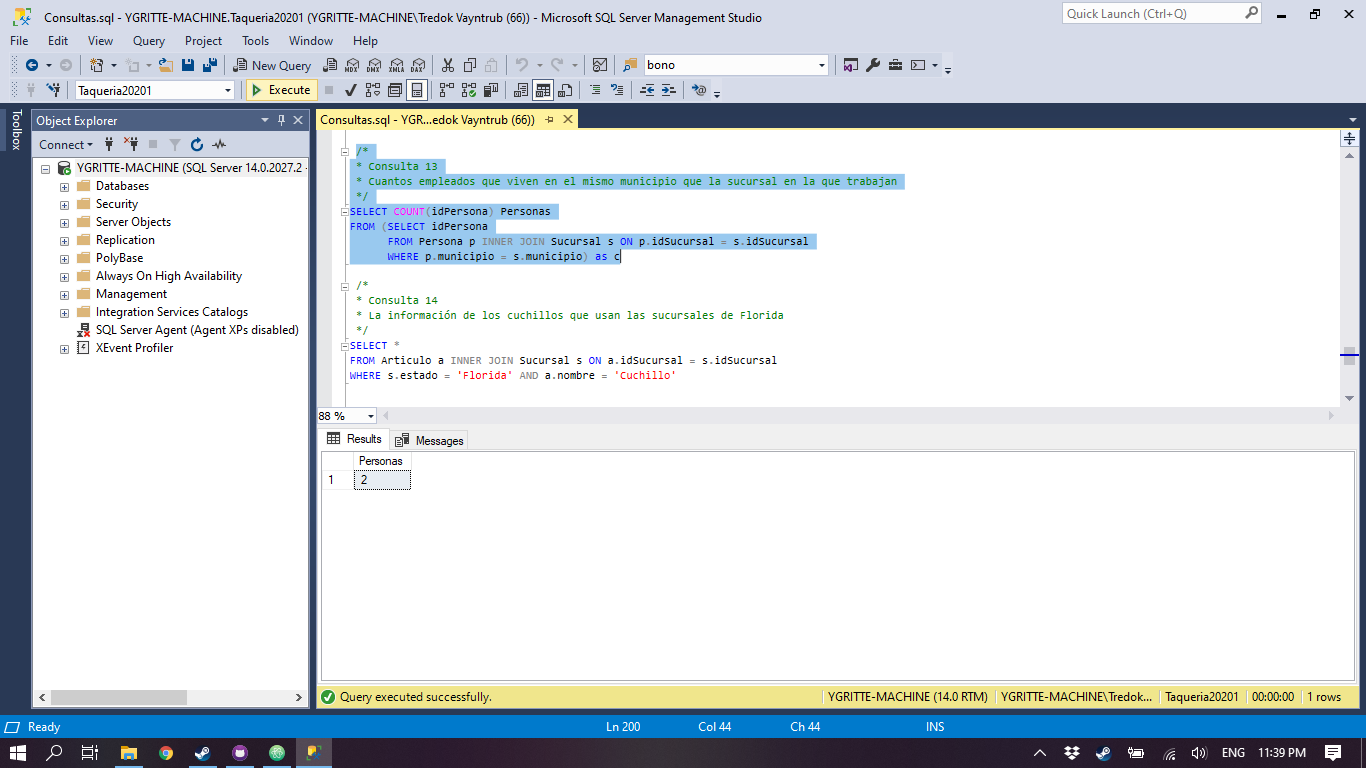 Consultas.sql - YGRITTE-MACHINE.Taqueria20201 (YGRITTE-MACHINE\Tredok Vayntrub (66)) - Microsoft SQL Server Management Studio
Quick Launch (Ctrl+Q)
File Edit View Query Project Tools Window Help
New Query MDX DMX XMLA DAX bono
Taqueria20201 Execute
Toolbox
Object Explorer
Connect
YGRITTE-MACHINE (SQL Server 14.0.2027.2 -
Databases
Security
Server Objects
Replication
PolyBase
Always On High Availability
Management
Integration Services Catalogs
SQL Server Agent (Agent XPs disabled)
XEvent Profiler
Consultas.sql - YGR...edok Vayntrub (66))
/*
* Consulta 13
* Cuantos empleados que viven en el mismo municipio que la sucursal en la que trabajan
*/
SELECT COUNT(idPersona) Personas
FROM (SELECT idPersona
FROM Persona p INNER JOIN Sucursal s ON p.idSucursal = s.idSucursal
WHERE p.municipio = s.municipio) as c
/*
* Consulta 14
* La información de los cuchillos que usan las sucursales de Florida
*/
SELECT *
FROM Articulo a INNER JOIN Sucursal s ON a.idSucursal = s.idSucursal
WHERE s.estado = 'Florida' AND a.nombre = 'Cuchillo'
88 %
Results Messages
Personas
1 2
Query executed successfully. YGRITTE-MACHINE (14.0 RTM) YGRITTE-MACHINE\Tredok... Taqueria20201 00:00:00 1 rows
Ready Ln 200 Col 44 Ch 44 INS
ENG 11:39 PM